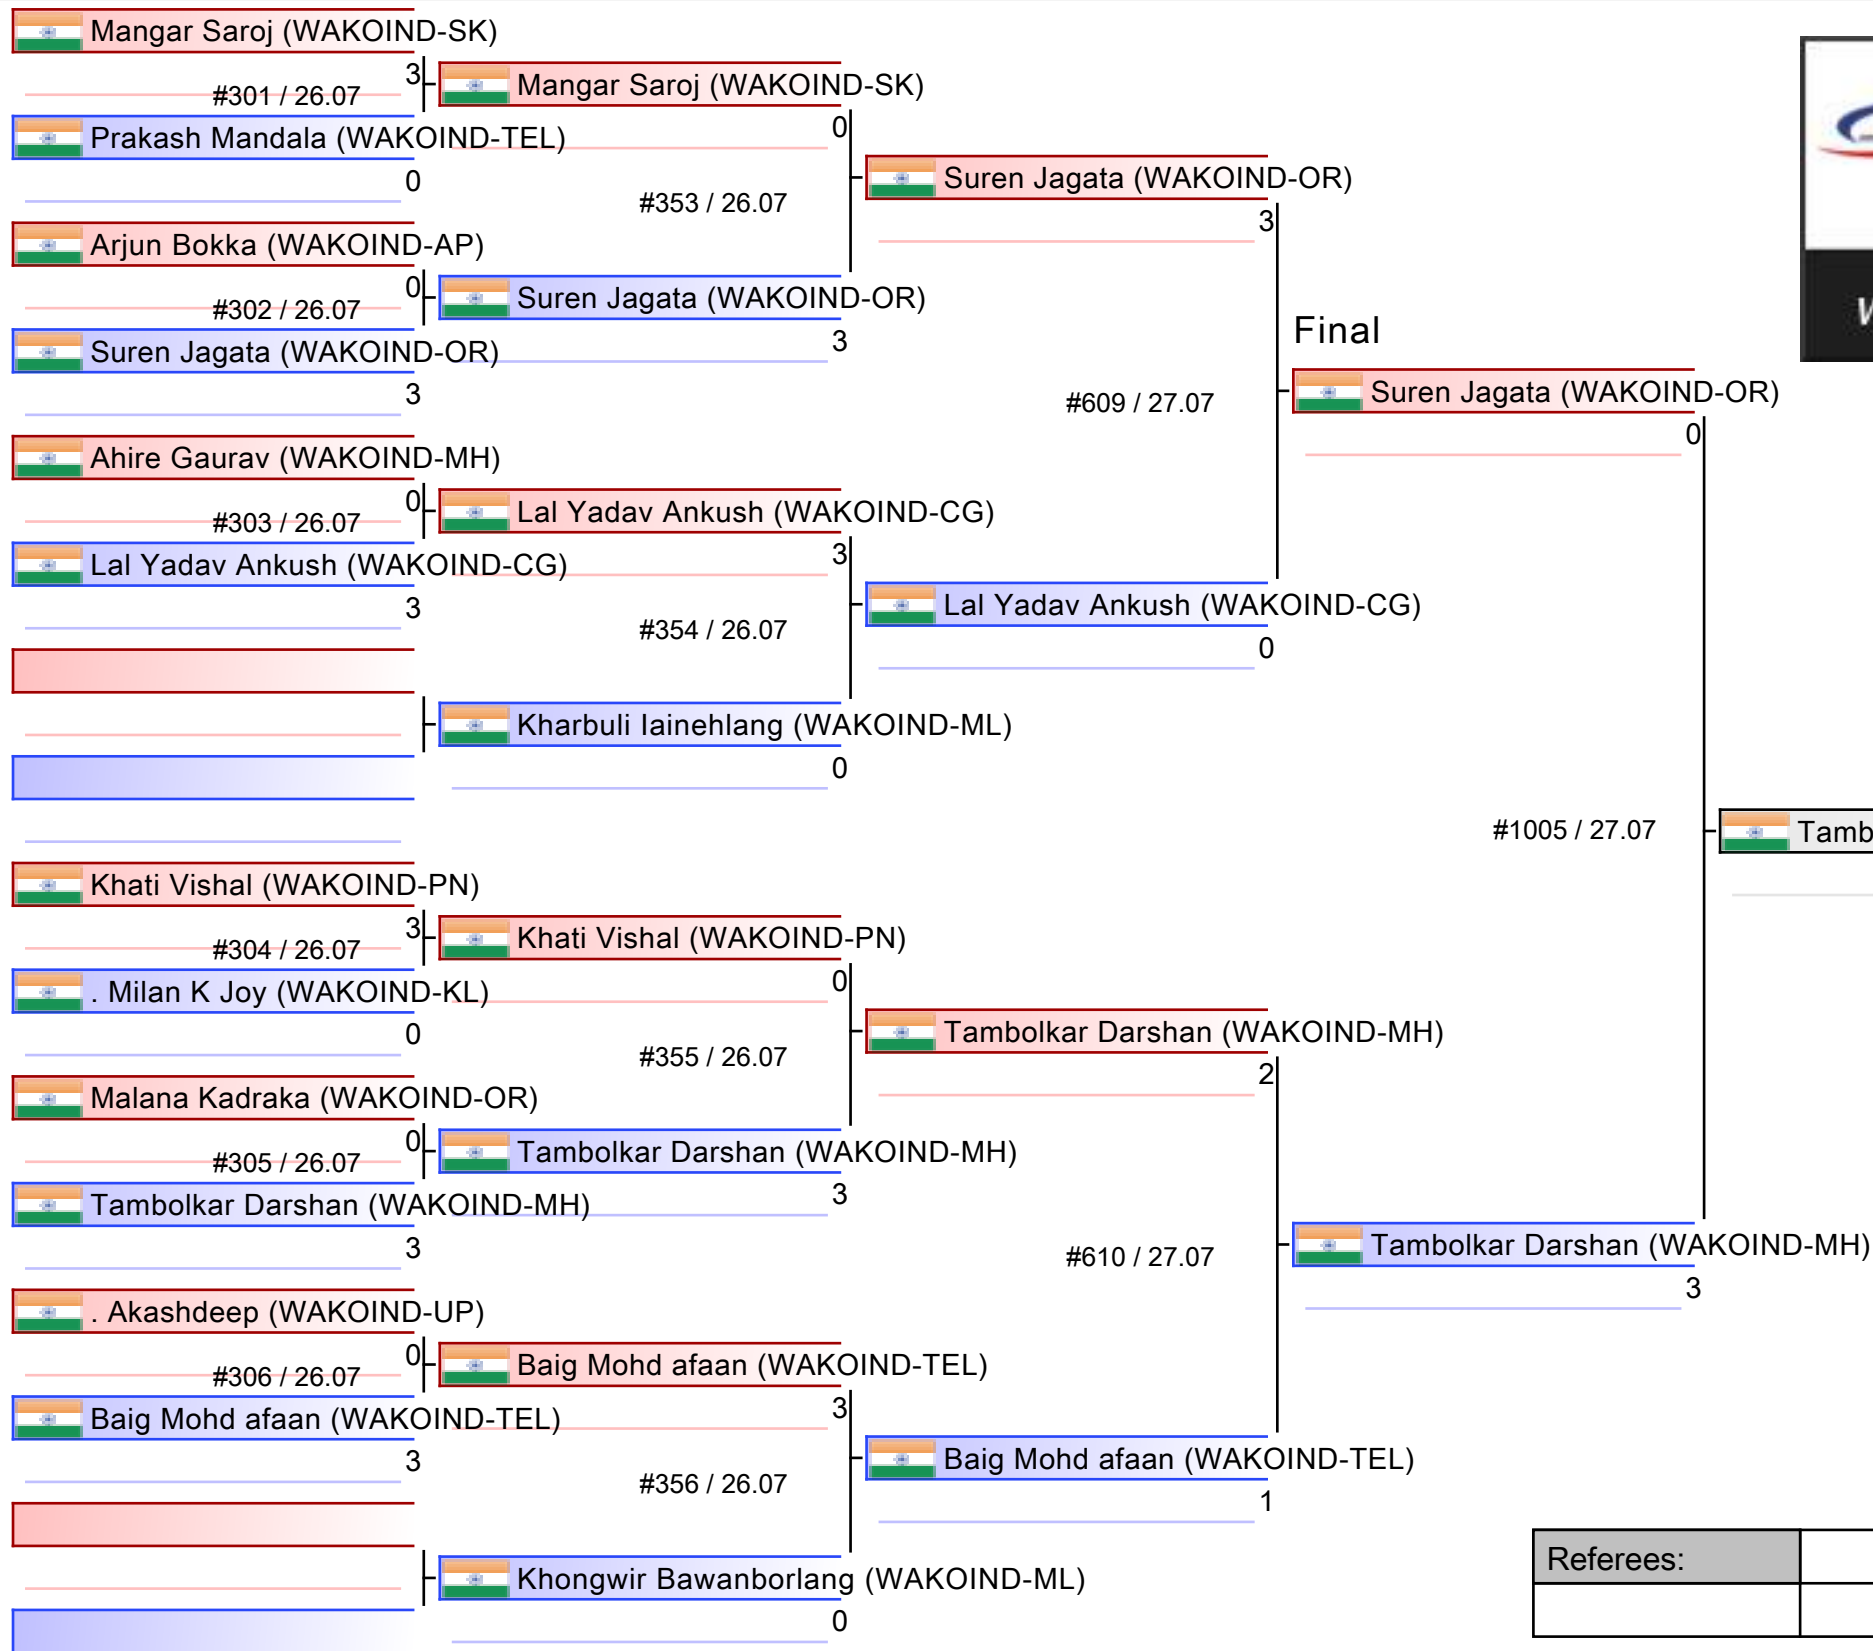 Mangar Saroj (WAKOIND-SK)
3
#301 / 26.07
Prakash Mandala (WAKOIND-TEL)
0
Arjun Bokka (WAKOIND-AP)
0
#302 / 26.07
Suren Jagata (WAKOIND-OR)
3
Ahire Gaurav (WAKOIND-MH)
0
#303 / 26.07
Lal Yadav Ankush (WAKOIND-CG)
3
Khati Vishal (WAKOIND-PN)
3
#304 / 26.07
. Milan K Joy (WAKOIND-KL)
0
Malana Kadraka (WAKOIND-OR)
0
#305 / 26.07
Tambolkar Darshan (WAKOIND-MH)
3
. Akashdeep (WAKOIND-UP)
0
#306 / 26.07
Baig Mohd afaan (WAKOIND-TEL)
3
Mangar Saroj (WAKOIND-SK)
0
#353 / 26.07
Suren Jagata (WAKOIND-OR)
3
Lal Yadav Ankush (WAKOIND-CG)
3
#354 / 26.07
Kharbuli Iainehlang (WAKOIND-ML)
0
Khati Vishal (WAKOIND-PN)
0
#355 / 26.07
Tambolkar Darshan (WAKOIND-MH)
3
Baig Mohd afaan (WAKOIND-TEL)
3
#356 / 26.07
Khongwir Bawanborlang (WAKOIND-ML)
0
Suren Jagata (WAKOIND-OR)
3
#609 / 27.07
Lal Yadav Ankush (WAKOIND-CG)
0
Tambolkar Darshan (WAKOIND-MH)
2
#610 / 27.07
Baig Mohd afaan (WAKOIND-TEL)
1
Final
Suren Jagata (WAKOIND-OR)
0
#1005 / 27.07
Tambolkar Darshan (WAKOIND-MH)
3
Tamb
Referees: